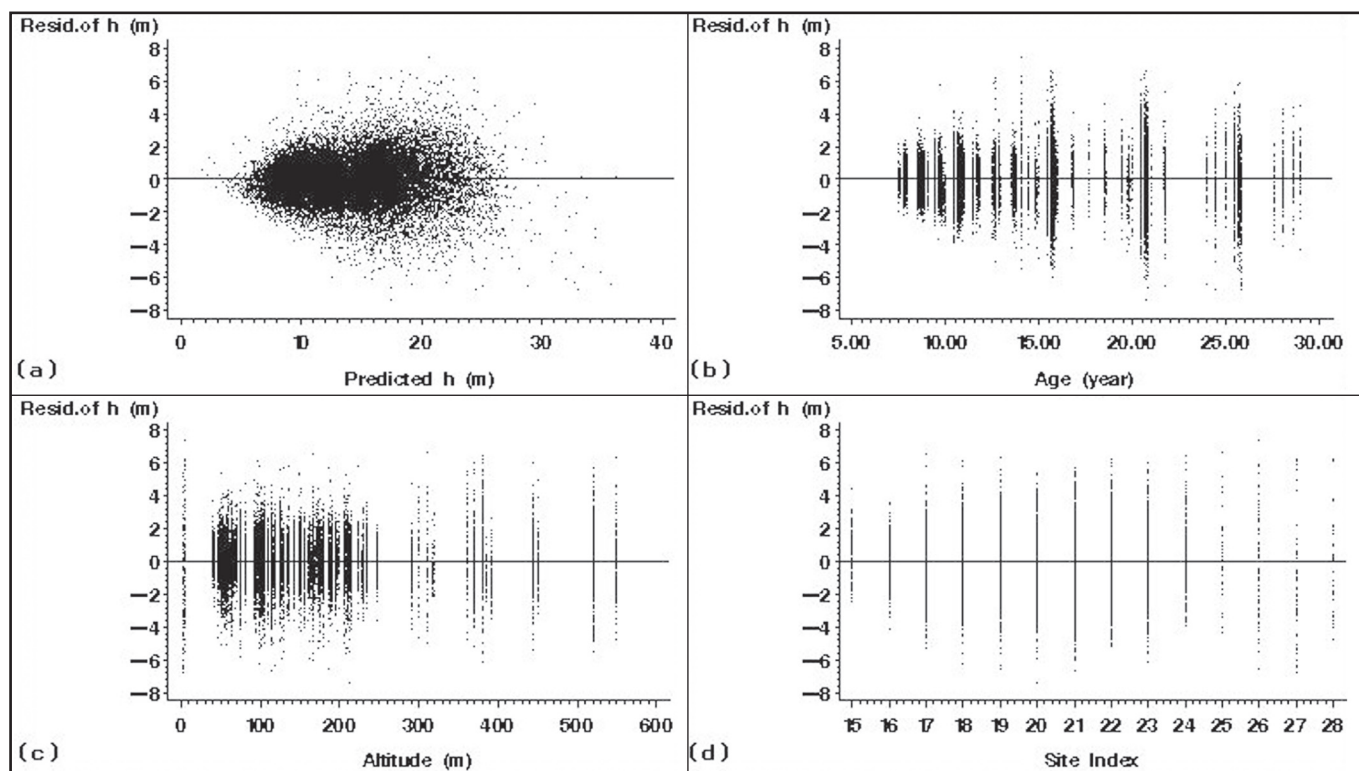 Resid.of h (m)
8
6
4
2
0
−2
−4
−6
−8
0 10 20 30 40
(a)
Predicted h (m)
Resid.of h (m)
8
6
4
2
0
−2
−4
−6
−8
5.00 10.00 15.00 20.00 25.00 30.00
(b)
Age (year)
Resid.of h (m)
8
6
4
2
0
−2
−4
−6
−8
0 100 200 300 400 500 600
(c)
Altitude (m)
Resid.of h (m)
8
6
4
2
0
−2
−4
−6
−8
15 16 17 18 19 20 21 22 23 24 25 26 27 28
(d)
Site Index